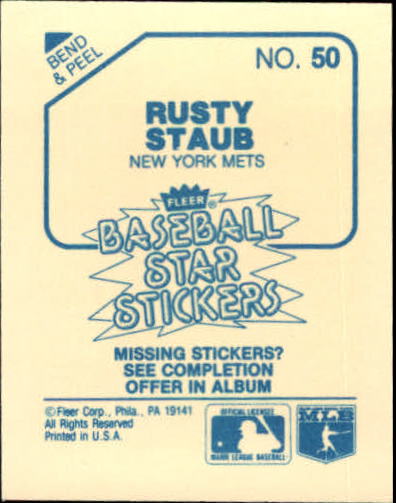 BEND
& PEEL
NO. 50
RUSTY
STAUB
NEW YORK METS
FLEER®
BASEBALL
STAR
STICKERS
MISSING STICKERS?
SEE COMPLETION
OFFER IN ALBUM
© Fleer Corp., Phila., PA 19141
All Rights Reserved
Printed in U.S.A.
OFFICIAL LICENSEE
MAJOR LEAGUE BASEBALL
MLB